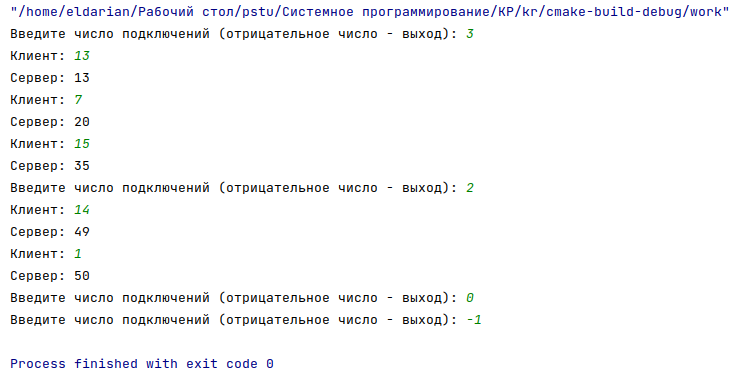 "/home/eldarian/Рабочий стол/pstu/Системное программирование/КР/kr/cmake-build-debug/work"
Введите число подключений (отрицательное число - выход): 3
Клиент: 13
Сервер: 13
Клиент: 7
Сервер: 20
Клиент: 15
Сервер: 35
Введите число подключений (отрицательное число - выход): 2
Клиент: 14
Сервер: 49
Клиент: 1
Сервер: 50
Введите число подключений (отрицательное число - выход): 0
Введите число подключений (отрицательное число - выход): -1
Process finished with exit code 0